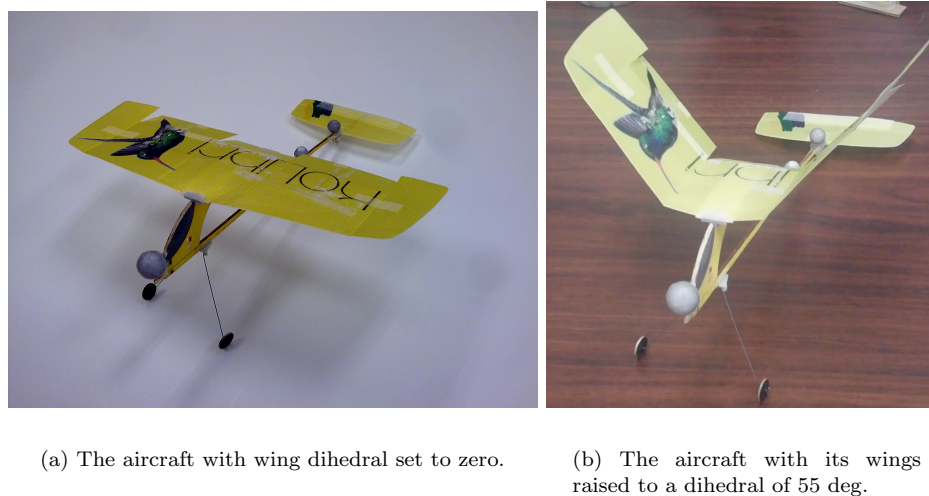 kolibri
(a) The aircraft with wing dihedral set to zero.
(b) The aircraft with its wings
raised to a dihedral of 55 deg.